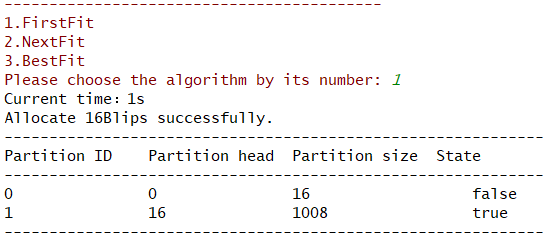 ------------------------------------------
1.FirstFit
2.NextFit
3.BestFit
Please choose the algorithm by its number: 1
Current time：1s
Allocate 16Blips successfully.
------------------------------------------------------------
Partition ID    Partition head  Partition size  State
------------------------------------------------------------
0               0               16                  false
1               16              1008                true
------------------------------------------------------------